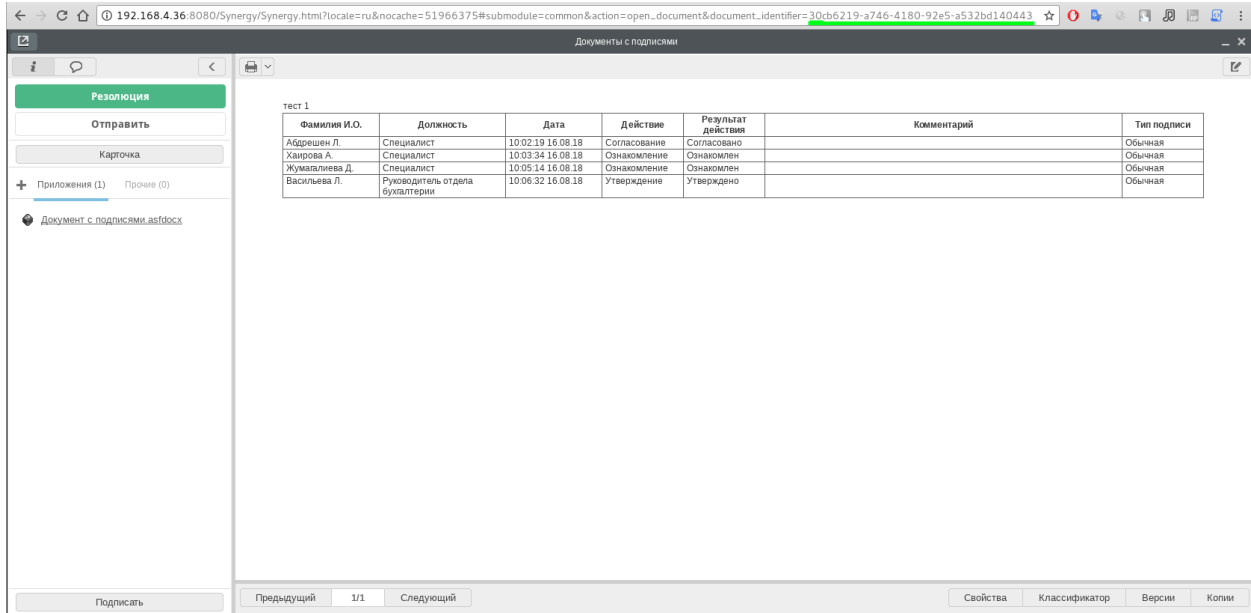 192.168.4.36:8080/Synergy/Synergy.html?locale=ru&nocache=51966375#submodule=common&action=open_document&document_identifier=30cb6219-a746-4180-92e5-a532bd140443
Документы с подписями
Резолюция
Отправить
Карточка
Приложения (1) Прочие (0)
Документ с подписями.asfdocx
Подписать
тест 1
Фамилия И.О. Должность Дата Действие Результат действия Комментарий Тип подписи
Абдрешен Л. Специалист 10:02:19 16.08.18 Согласование Согласовано Обычная
Хаирова А. Специалист 10:03:34 16.08.18 Ознакомление Ознакомлен Обычная
Жумагалиева Д. Специалист 10:05:14 16.08.18 Ознакомление Ознакомлен Обычная
Васильева Л. Руководитель отдела бухгалтерии 10:06:32 16.08.18 Утверждение Утверждено Обычная
Предыдущий 1/1 Следующий Свойства Классификатор Версии Копии